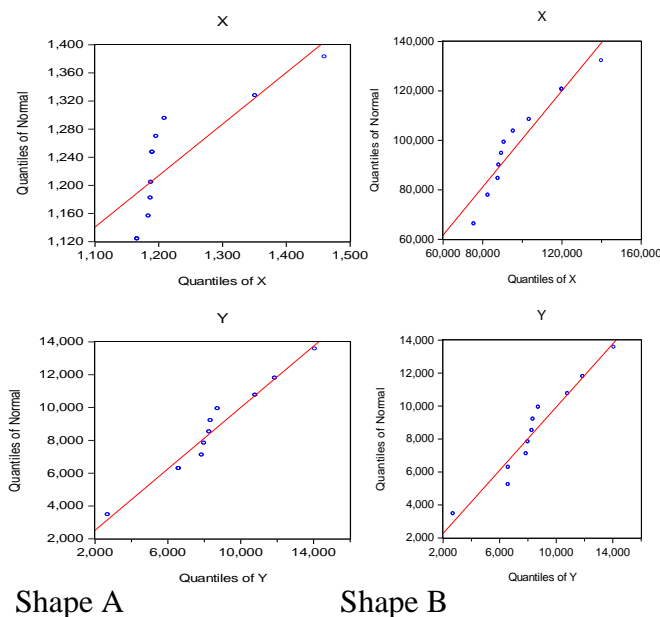 X
1,400
1,360
1,320
1,280
1,240
1,200
1,160
1,120
Quantiles of Normal
1,100 1,200 1,300 1,400 1,500
Quantiles of X
X
140,000
120,000
100,000
80,000
60,000
Quantiles of Normal
60,000 80,000 120,000 160,000
Quantiles of X
Y
14,000
12,000
10,000
8,000
6,000
4,000
2,000
Quantiles of Normal
2,000 6,000 10,000 14,000
Quantiles of Y
Y
14,000
12,000
10,000
8,000
6,000
4,000
2,000
Quantiles of Normal
2,000 6,000 10,000 14,000
Quantiles of Y
Shape A Shape B